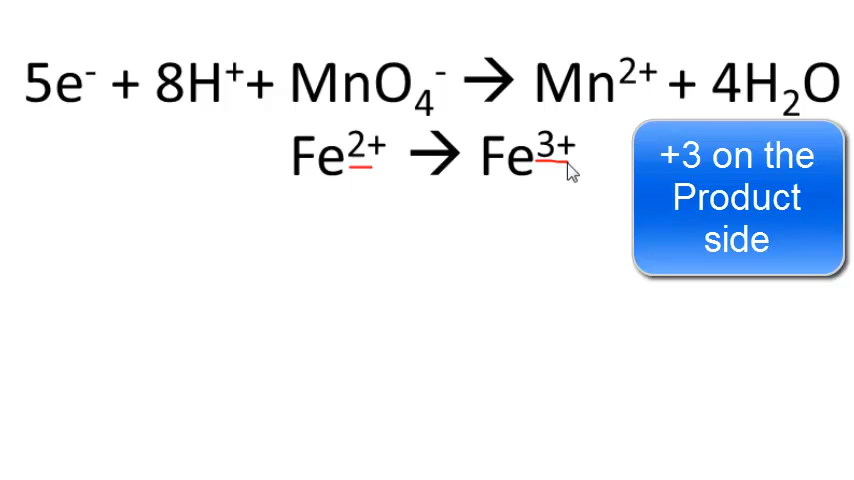 5e⁻ + 8H⁺+ MnO₄⁻ → Mn²⁺ + 4H₂O
Fe²⁺ → Fe³⁺
+3 on the
Product
side